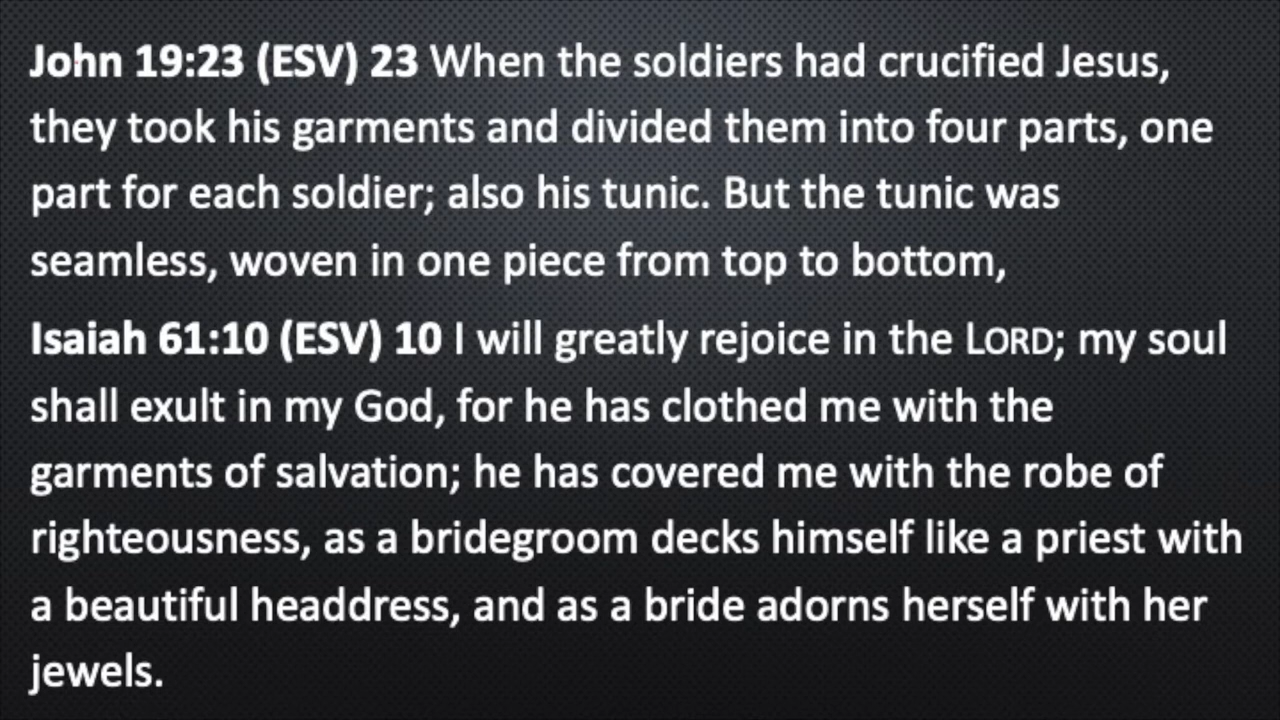 John 19:23 (ESV) 23 When the soldiers had crucified Jesus,
they took his garments and divided them into four parts, one
part for each soldier; also his tunic. But the tunic was
seamless, woven in one piece from top to bottom,
Isaiah 61:10 (ESV) 10 I will greatly rejoice in the LORD; my soul
shall exult in my God, for he has clothed me with the
garments of salvation; he has covered me with the robe of
righteousness, as a bridegroom decks himself like a priest with
a beautiful headdress, and as a bride adorns herself with her
jewels.